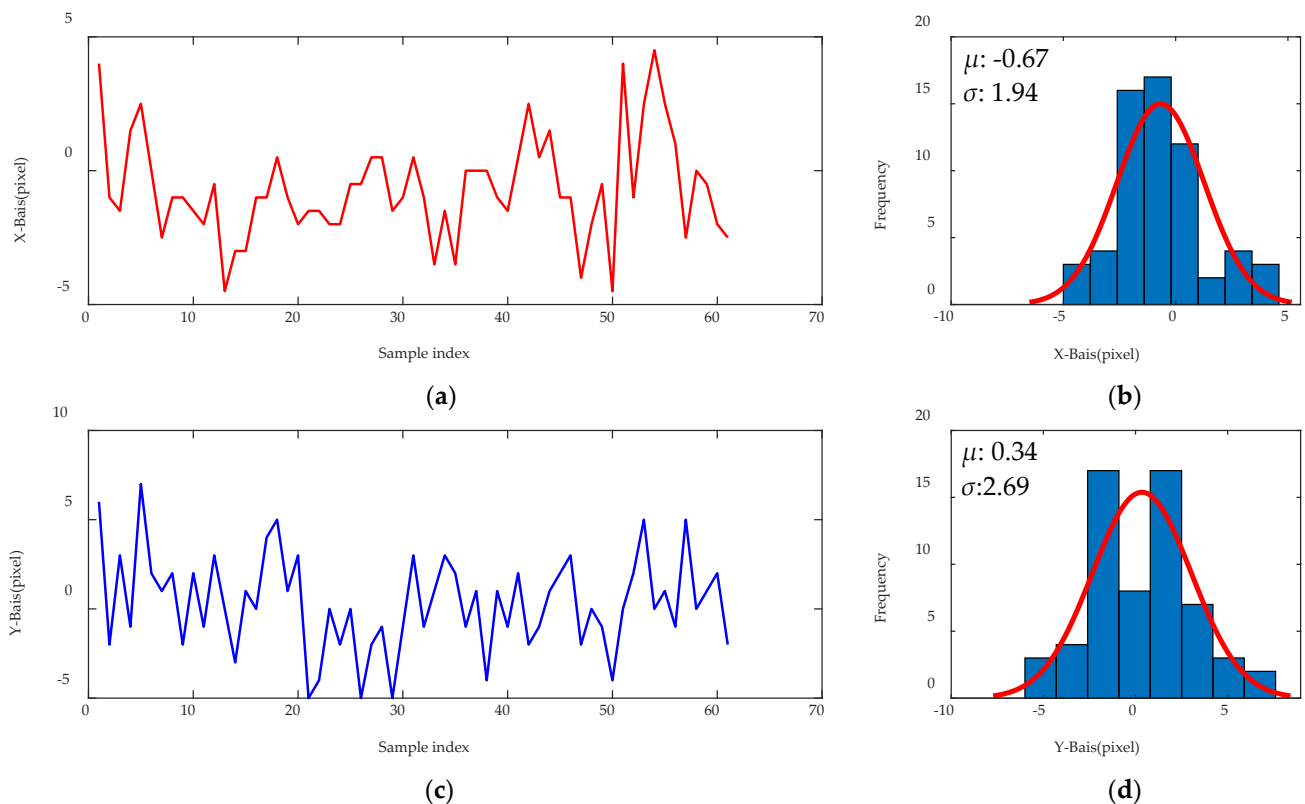 5
0
-5
X-Bais(pixel)
0 10 20 30 40 50 60 70
Sample index
(a)
20
15
10
5
0
Frequency
μ: -0.67
σ: 1.94
-10 -5 0 5
X-Bais(pixel)
(b)
10
5
0
-5
Y-Bais(pixel)
0 10 20 30 40 50 60 70
Sample index
(c)
20
15
10
5
0
Frequency
μ: 0.34
σ:2.69
-10 -5 0 5
Y-Bais(pixel)
(d)